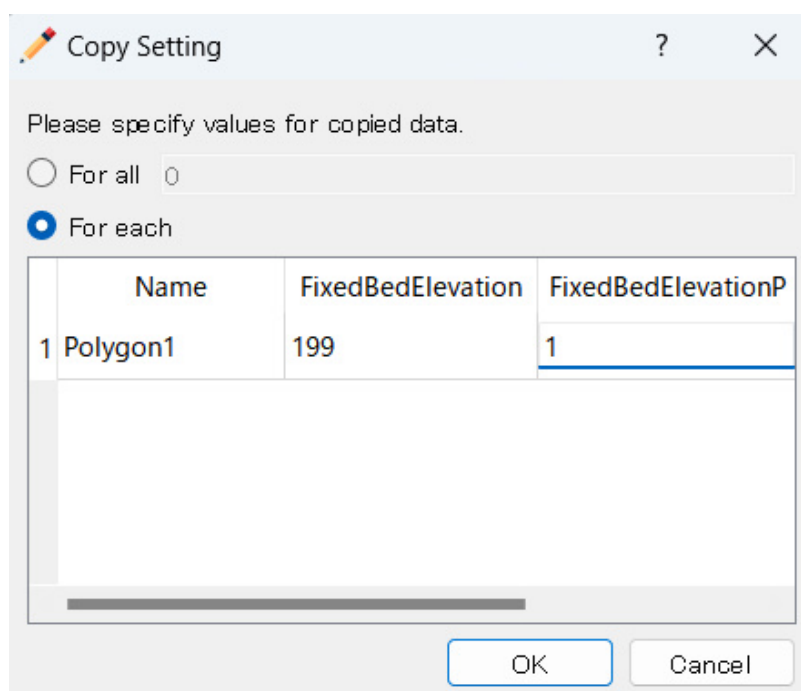 Copy Setting ?
Please specify values for copied data.
For all 0
For each
Name FixedBedElevation FixedBedElevationP
1 Polygon1 199 1
OK Cancel